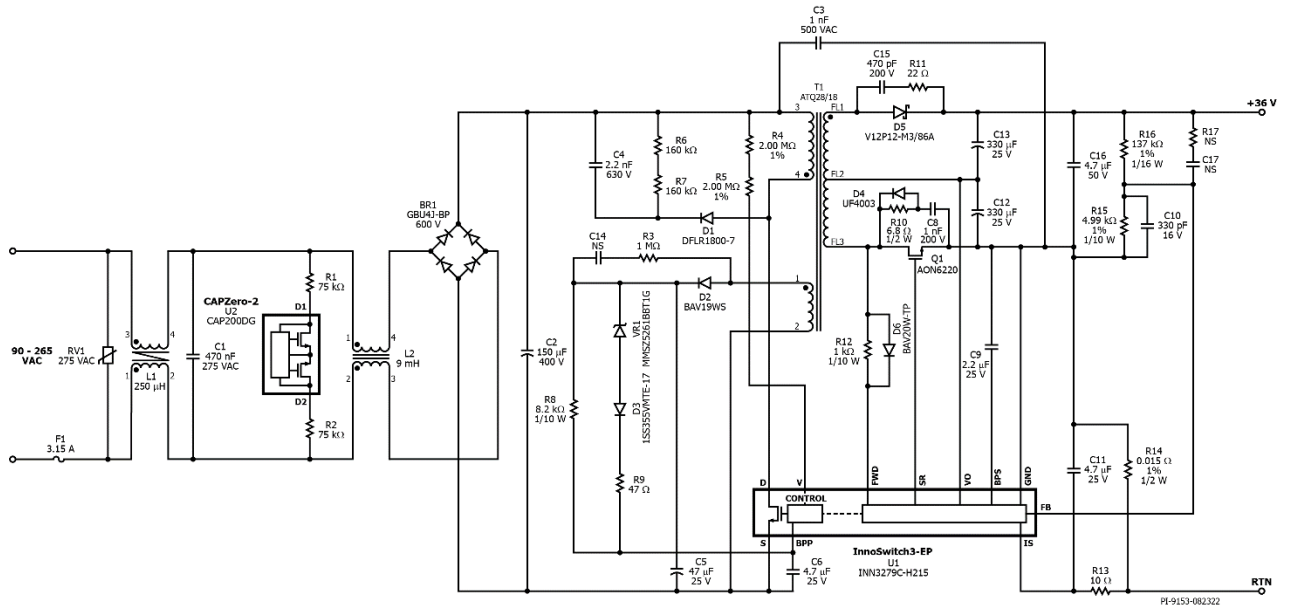 C3
1 nF
500 VAC
C15
470 pF
200 V
R11
22 Ω
T1
ATQ28/18
3
FL1
+36 V
D5
V12P12-M3/86A
R6
160 kΩ
R4
2.00 MΩ
1%
C13
330 µF
25 V
R16
137 kΩ
1%
1/16 W
R17
NS
C4
2.2 nF
630 V
C16
4.7 µF
50 V
C17
NS
R7
160 kΩ
R5
2.00 MΩ
1%
4
FL2
D4
UF4003
BR1
GBU4J-BP
600 V
D1
DFLR1800-7
R10
6.8 Ω
1/2 W
C8
1 nF
200 V
C12
330 µF
25 V
R15
4.99 kΩ
1%
1/10 W
C10
330 pF
16 V
C14
NS
R3
1 MΩ
FL3
Q1
AON6220
R1
75 kΩ
D2
BAV19WS
1
2
CAPZero-2
U2
CAP200DG
D1
D2
VR1
MMSZ5261BBT1G
D6
BAV20W-TP
90 - 265
VAC
RV1
275 VAC
3
4
1
2
L1
250 µH
C1
470 nF
275 VAC
1
4
2
3
L2
9 mH
C2
150 µF
400 V
R12
1 kΩ
1/10 W
C9
2.2 µF
25 V
R8
8.2 kΩ
1/10 W
D3
1SS355VMTE-17
R2
75 kΩ
F1
3.15 A
R9
47 Ω
C11
4.7 µF
25 V
R14
0.015 Ω
1%
1/2 W
D
V
FWD
SR
VO
BPS
GND
CONTROL
FB
S
BPP
IS
InnoSwitch3-EP
U1
INN3279C-H215
C5
47 µF
25 V
C6
4.7 µF
25 V
R13
10 Ω
RTN
PI-9153-082322